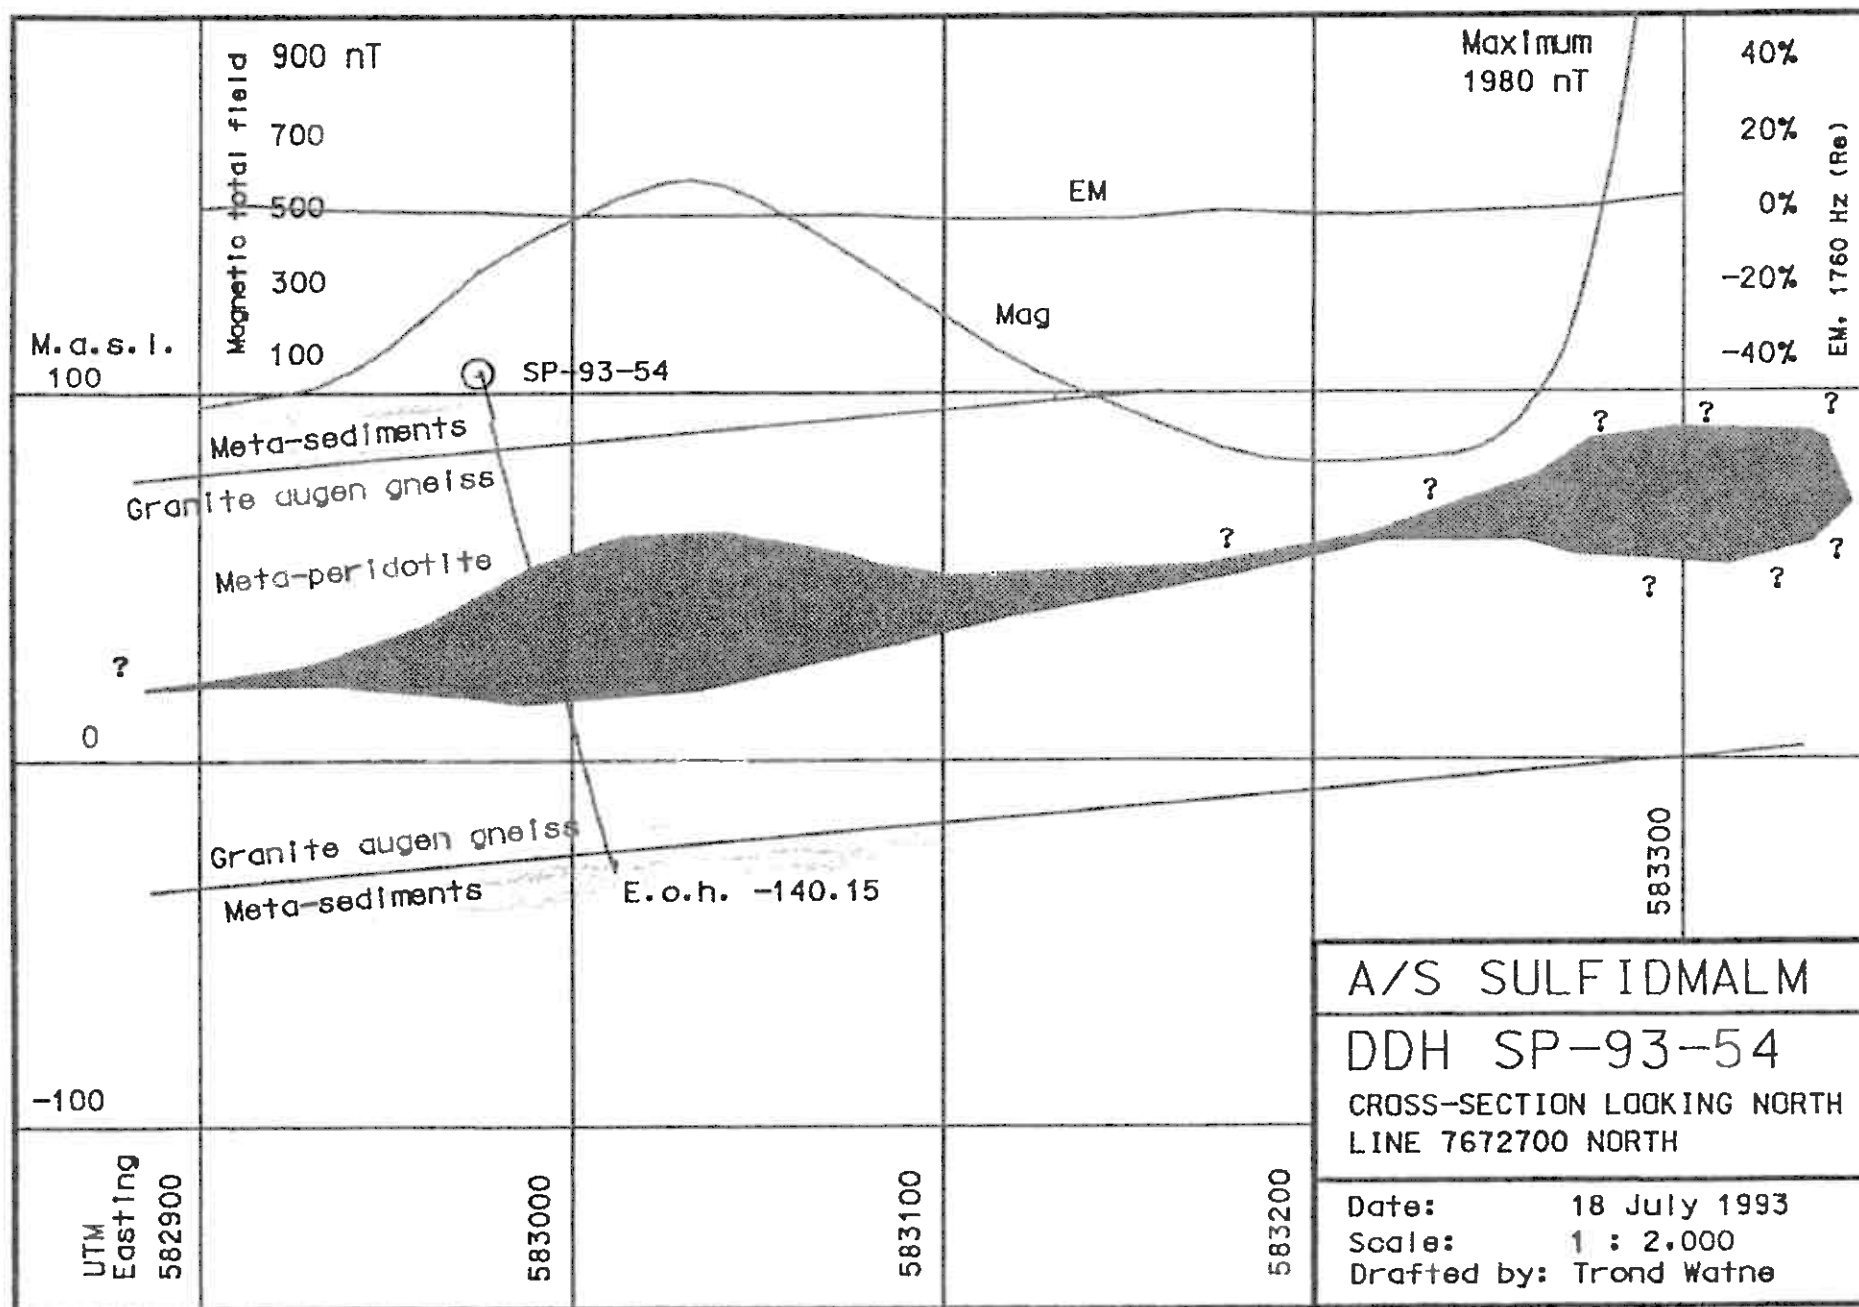 900 nT
700
500
300
100
Magnetic total field
Maximum
1980 nT
40%
20%
0%
-20%
-40%
EM, 1760 Hz (Re)
EM
Mag
M.a.s.l.
100
SP-93-54
Meta-sediments
Granite augen gneiss
Meta-peridotite
?
?
?
?
?
?
?
?
?
0
Granite augen gneiss
Meta-sediments
E.o.h. -140.15
-100
UTM
Easting
582900
583000
583100
583200
583300
A/S SULFIDMALM
DDH SP-93-54
CROSS-SECTION LOOKING NORTH
LINE 7672700 NORTH
Date: 18 July 1993
Scale: 1 : 2.000
Drafted by: Trond Watne